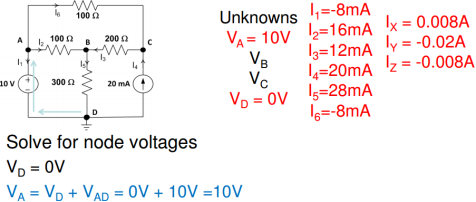 I6
100 Ω
A
I2
100 Ω
B
200 Ω
C
I1
I3
I5
I4
10 V
300 Ω
20 mA
D
Unknowns
VA = 10V
VB
VC
VD = 0V
I1=-8mA
I2=16mA
I3=12mA
I4=20mA
I5=28mA
I6=-8mA
IX = 0.008A
IY = -0.02A
IZ = -0.008A
Solve for node voltages
VD = 0V
VA = VD + VAD = 0V + 10V =10V